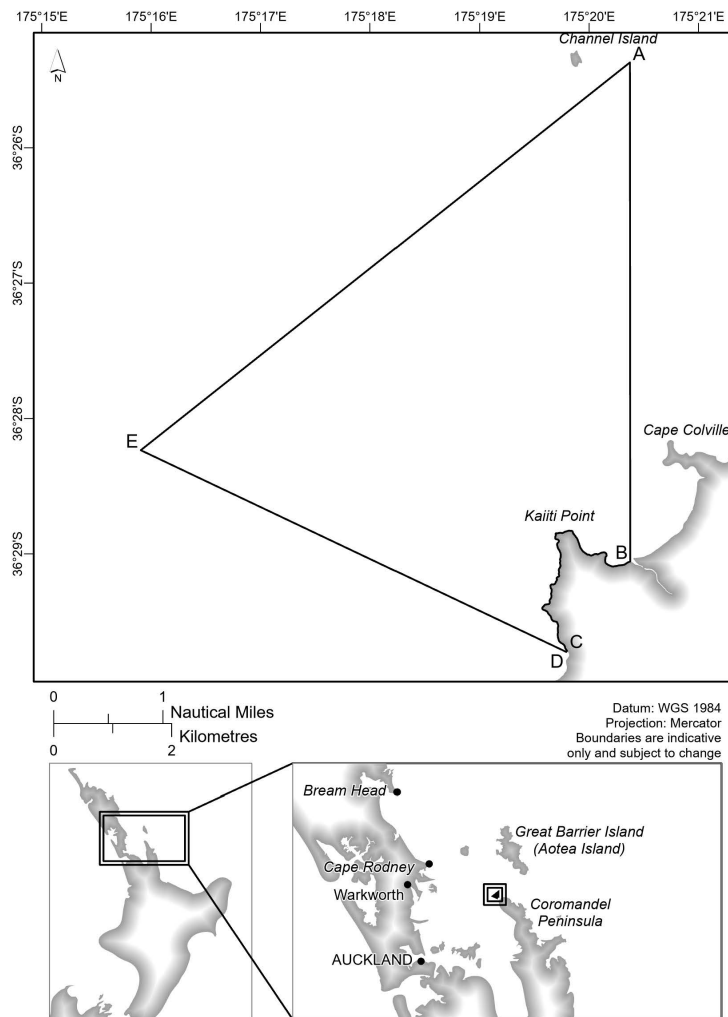 175°15'E 175°16'E 175°17'E 175°18'E 175°19'E 175°20'E 175°21'E
Channel Island
A
N
36°26'S
36°27'S
36°28'S
E
Cape Colville
Kaiiti Point
36°29'S
B
C
D
0 1
Nautical Miles
Kilometres
0 2
Datum: WGS 1984
Projection: Mercator
Boundaries are indicative
only and subject to change
Bream Head
Great Barrier Island
(Aotea Island)
Cape Rodney
Warkworth
Coromandel
Peninsula
AUCKLAND